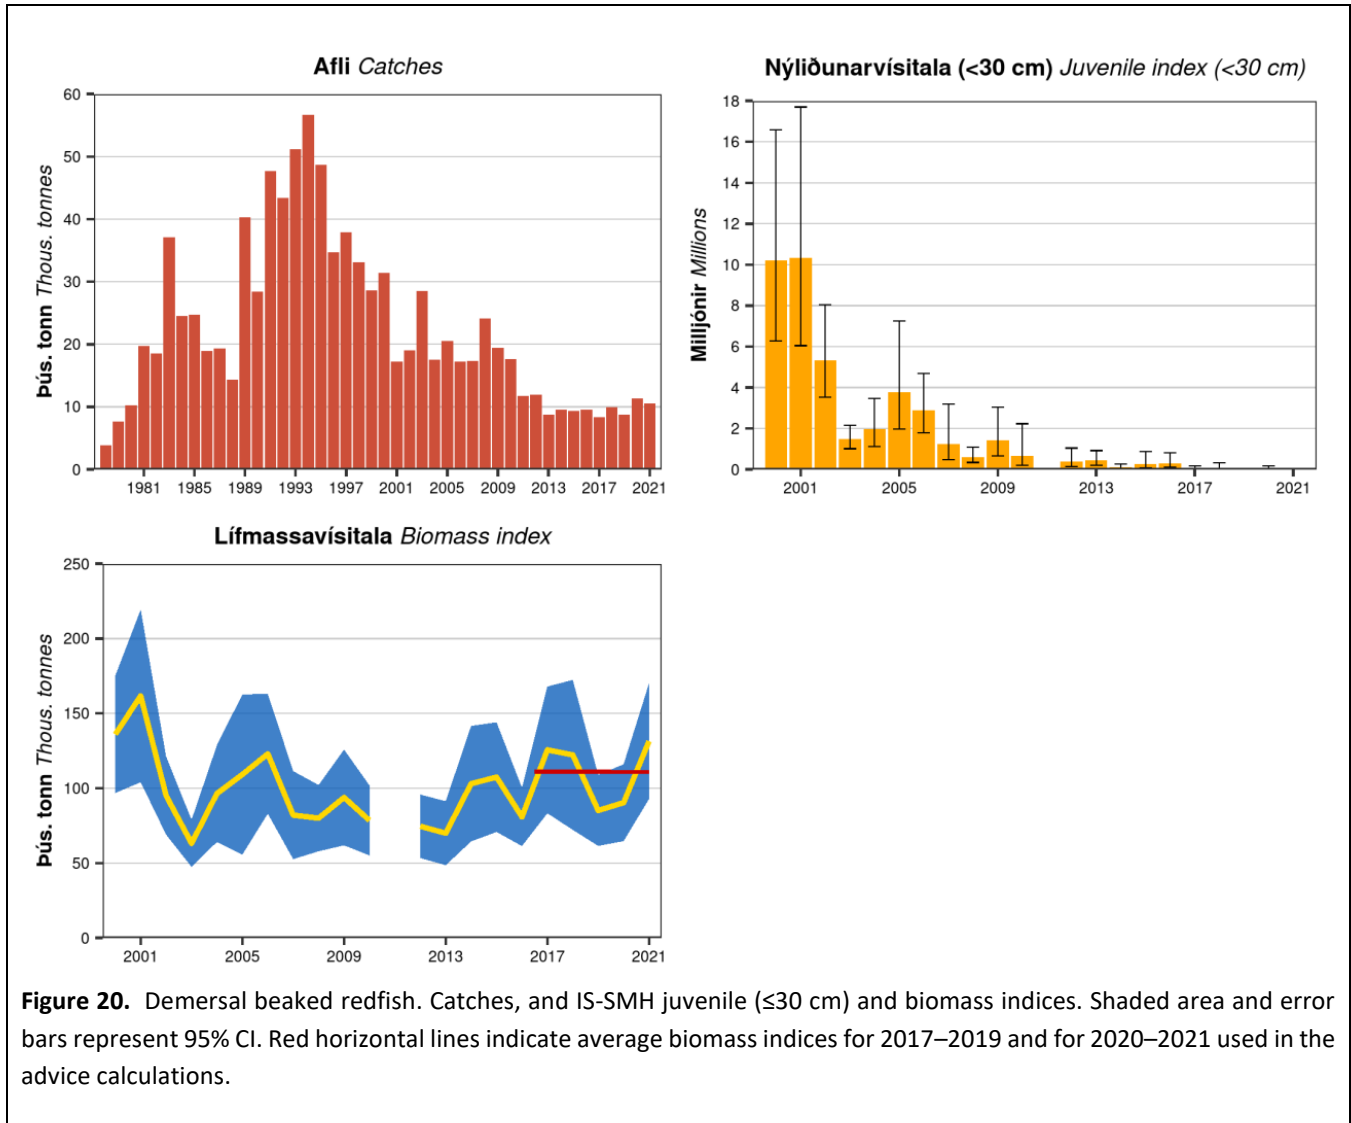 Afli Catches
Þús. tonn Thous. tonnes
60
50
40
30
20
10
0
1981 1985 1989 1993 1997 2001 2005 2009 2013 2017 2021
Nýliðunarvísitala (<30 cm) Juvenile index (<30 cm)
Milljónir Millions
18
16
14
12
10
8
6
4
2
0
2001 2005 2009 2013 2017 2021
Lífmassavísitala Biomass index
Þús. tonn Thous. tonnes
250
200
150
100
50
0
2001 2005 2009 2013 2017 2021
Figure 20. Demersal beaked redfish. Catches, and IS-SMH juvenile (≤30 cm) and biomass indices. Shaded area and error
bars represent 95% CI. Red horizontal lines indicate average biomass indices for 2017–2019 and for 2020–2021 used in the
advice calculations.